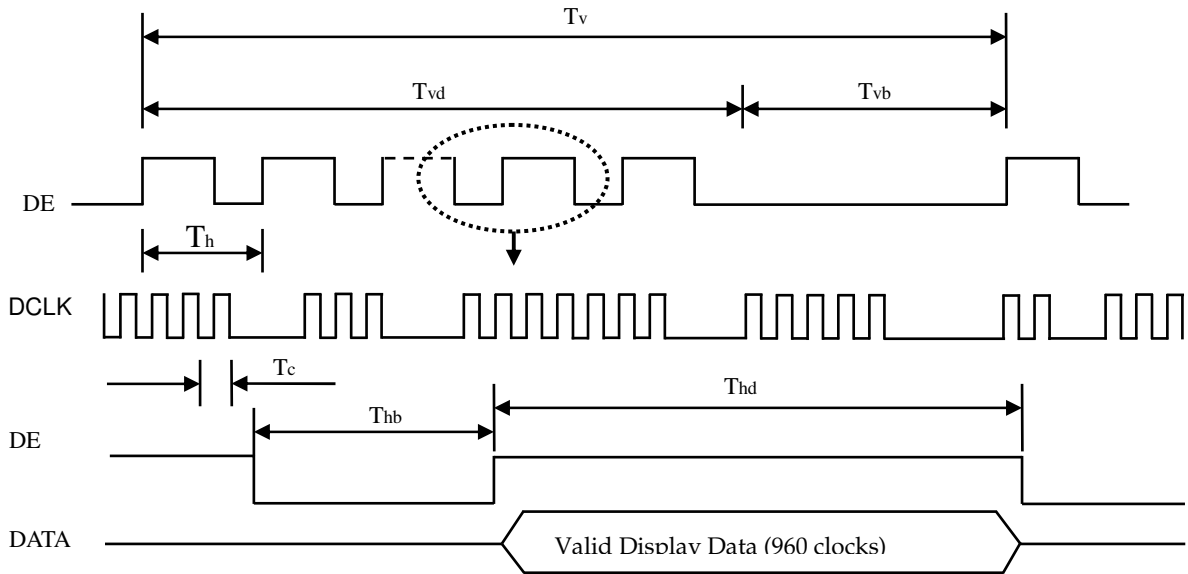 Tv
Tvd
Tvb
DE
Th
DCLK
Tc
Thd
Thb
DE
DATA
Valid Display Data (960 clocks)